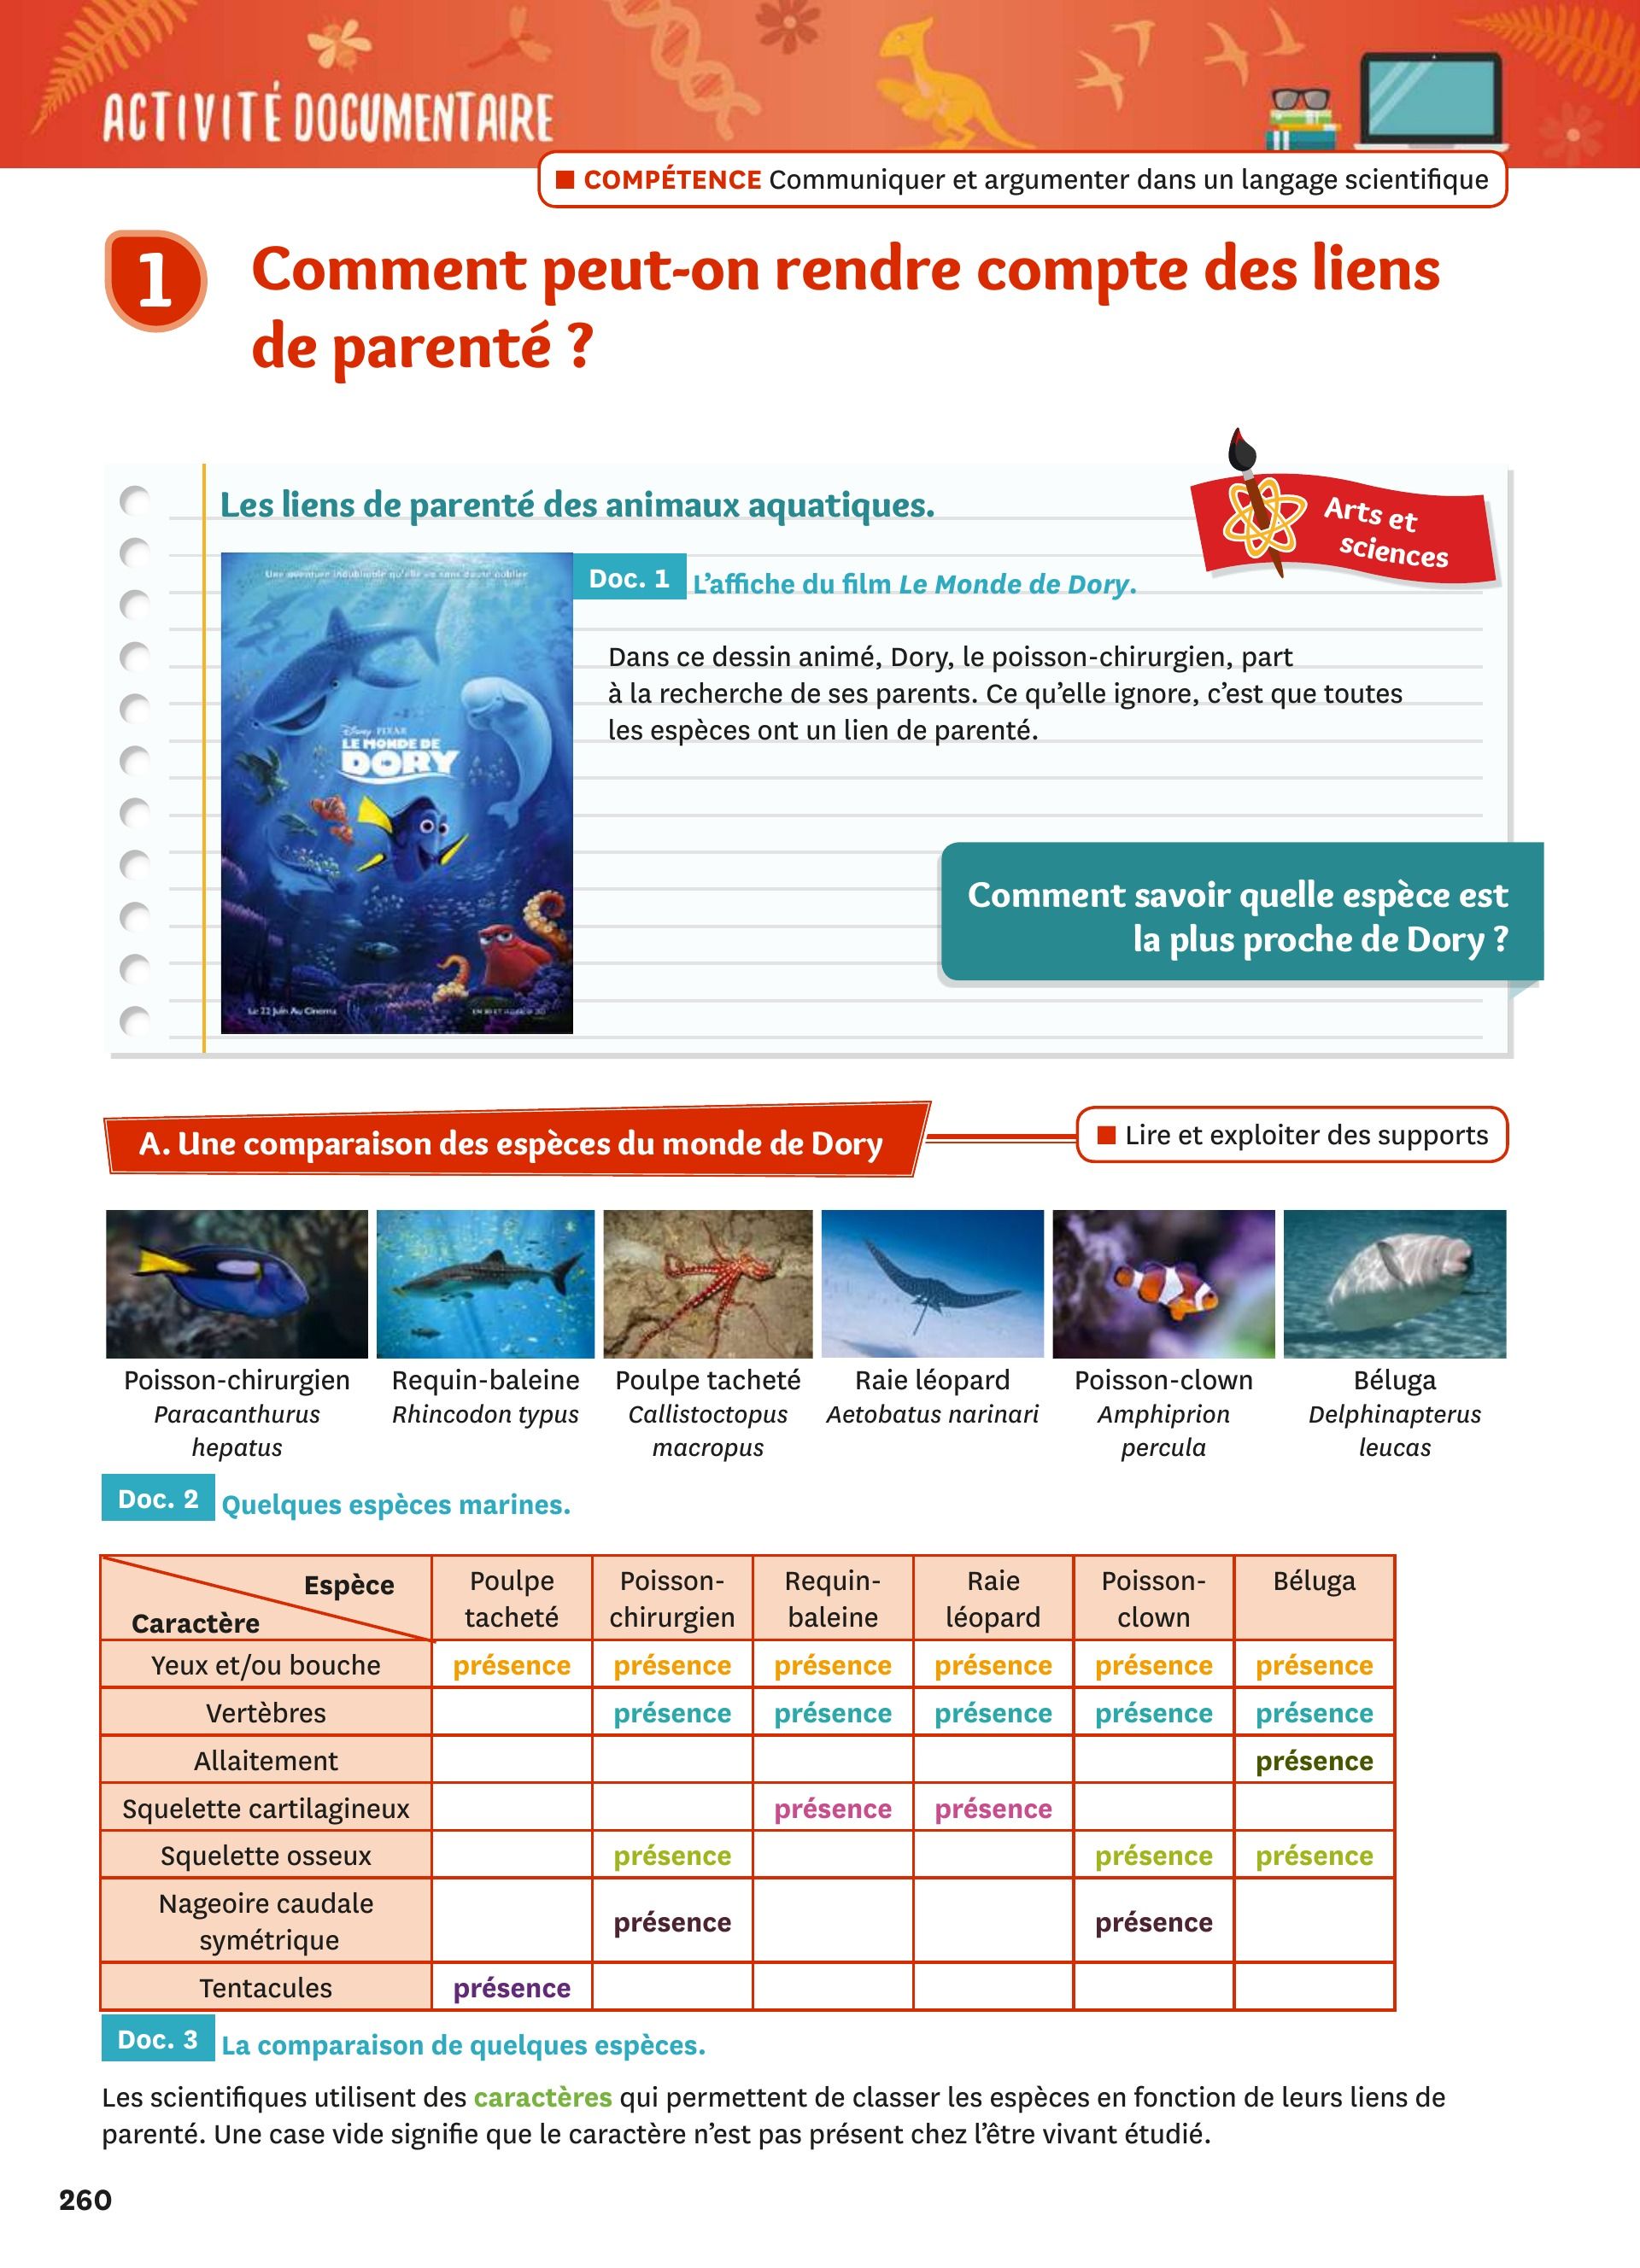 ACTIVITÉ DOCUMENTAIRE
COMPÉTENCE Communiquer et argumenter dans un langage scientifique
1
Comment peut-on rendre compte des liens
de parenté ?
Les liens de parenté des animaux aquatiques.
Arts et
sciences
Une aventure inoubliable qu'elle va sans doute oublier
Disney PIXAR
LE MONDE DE
DORY
Le 22 Juin Au Cinema
Doc. 1 L'affiche du film Le Monde de Dory.
Dans ce dessin animé, Dory, le poisson-chirurgien, part
à la recherche de ses parents. Ce qu'elle ignore, c'est que toutes
les espèces ont un lien de parenté.
Comment savoir quelle espèce est
la plus proche de Dory ?
A. Une comparaison des espèces du monde de Dory
Lire et exploiter des supports
Poisson-chirurgien
Paracanthurus
hepatus
Requin-baleine
Rhincodon typus
Poulpe tacheté
Callistoctopus
macropus
Raie léopard
Aetobatus narinari
Poisson-clown
Amphiprion
percula
Béluga
Delphinapterus
leucas
Doc. 2 Quelques espèces marines.
Espèce
Caractère
Poulpe
tacheté
Poisson-
chirurgien
Requin-
baleine
Raie
léopard
Poisson-
clown
Béluga
Yeux et/ou bouche présence présence présence présence présence présence
Vertèbres présence présence présence présence présence
Allaitement présence
Squelette cartilagineux présence présence
Squelette osseux présence présence présence
Nageoire caudale
symétrique
présence présence
Tentacules présence
Doc. 3 La comparaison de quelques espèces.
Les scientifiques utilisent des caractères qui permettent de classer les espèces en fonction de leurs liens de
parenté. Une case vide signifie que le caractère n'est pas présent chez l'être vivant étudié.
260